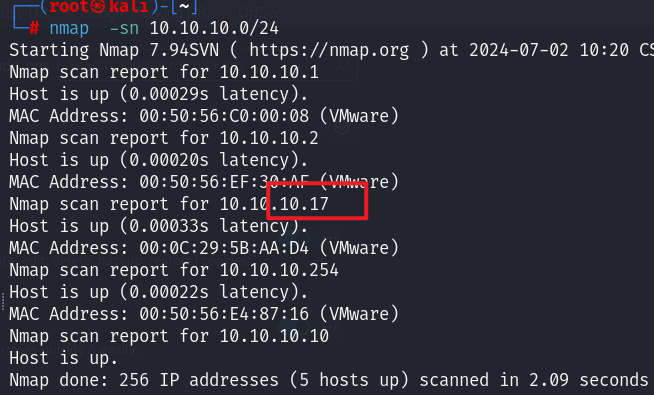 ┌──(root㉿kali)-[~]
└─# nmap  -sn 10.10.10.0/24
Starting Nmap 7.94SVN ( https://nmap.org ) at 2024-07-02 10:20 CS
Nmap scan report for 10.10.10.1
Host is up (0.00029s latency).
MAC Address: 00:50:56:C0:00:08 (VMware)
Nmap scan report for 10.10.10.2
Host is up (0.00020s latency).
MAC Address: 00:50:56:EF:30:AF (VMware)
Nmap scan report for 10.10.10.17
Host is up (0.00033s latency).
MAC Address: 00:0C:29:5B:AA:D4 (VMware)
Nmap scan report for 10.10.10.254
Host is up (0.00022s latency).
MAC Address: 00:50:56:E4:87:16 (VMware)
Nmap scan report for 10.10.10.10
Host is up.
Nmap done: 256 IP addresses (5 hosts up) scanned in 2.09 seconds